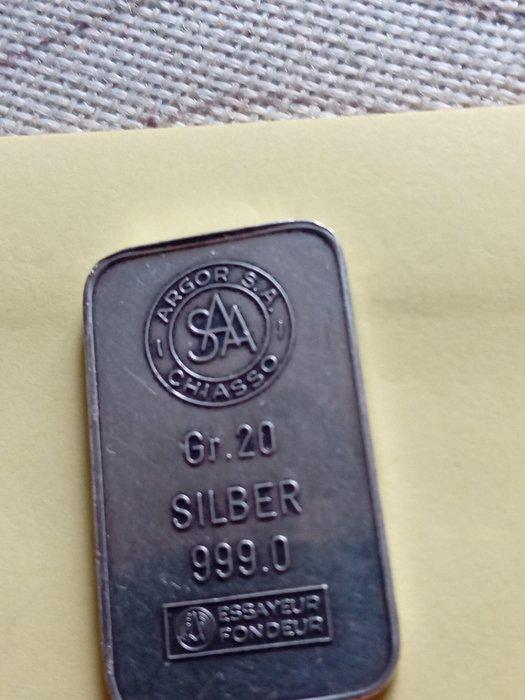 ARGOR S.A.
SAA
CHIASSO
Gr.20
SILBER
999.0
ESSAYEUR
FONDEUR